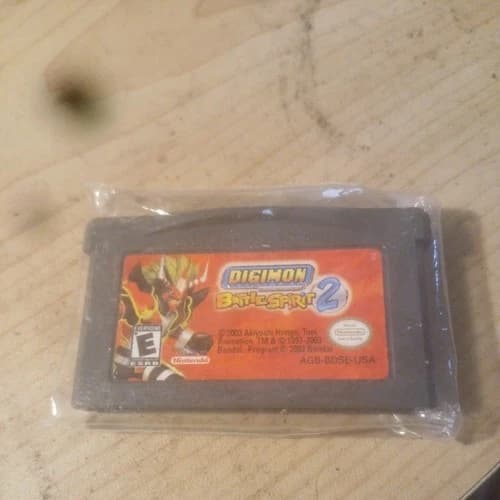 DIGIMON
BATTLE SPIRIT 2
EVERYONE
E
ESRB
Nintendo
©2003 Akiyoshi Hongo, Toei
Animation, TM & © 1997-2003
Bandai. Program © 2003 Bandai
AGB-BDSE-USA
Nintendo